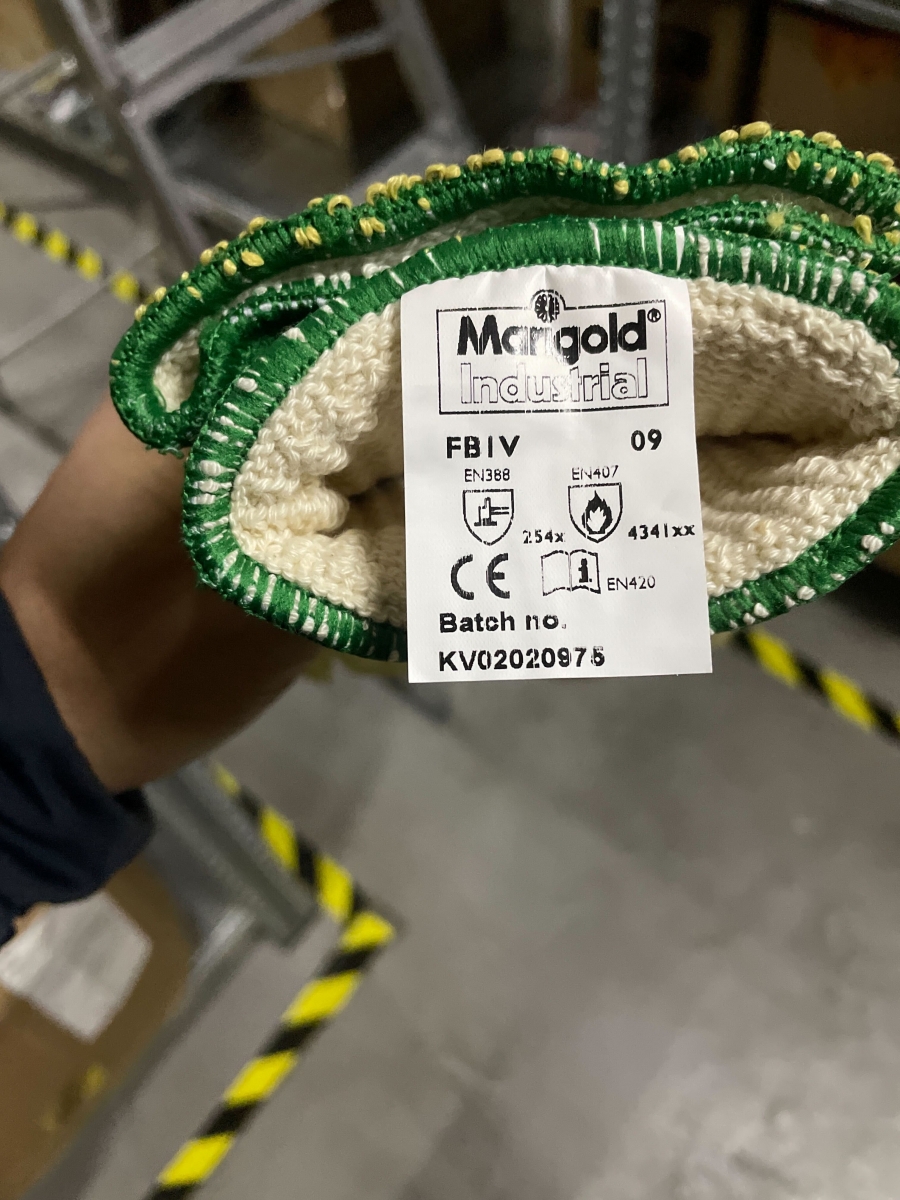 Marigold®
Industrial
FB1V 09
EN388 EN407
254x 4341xx
CE i EN420
Batch no.
KV02020975